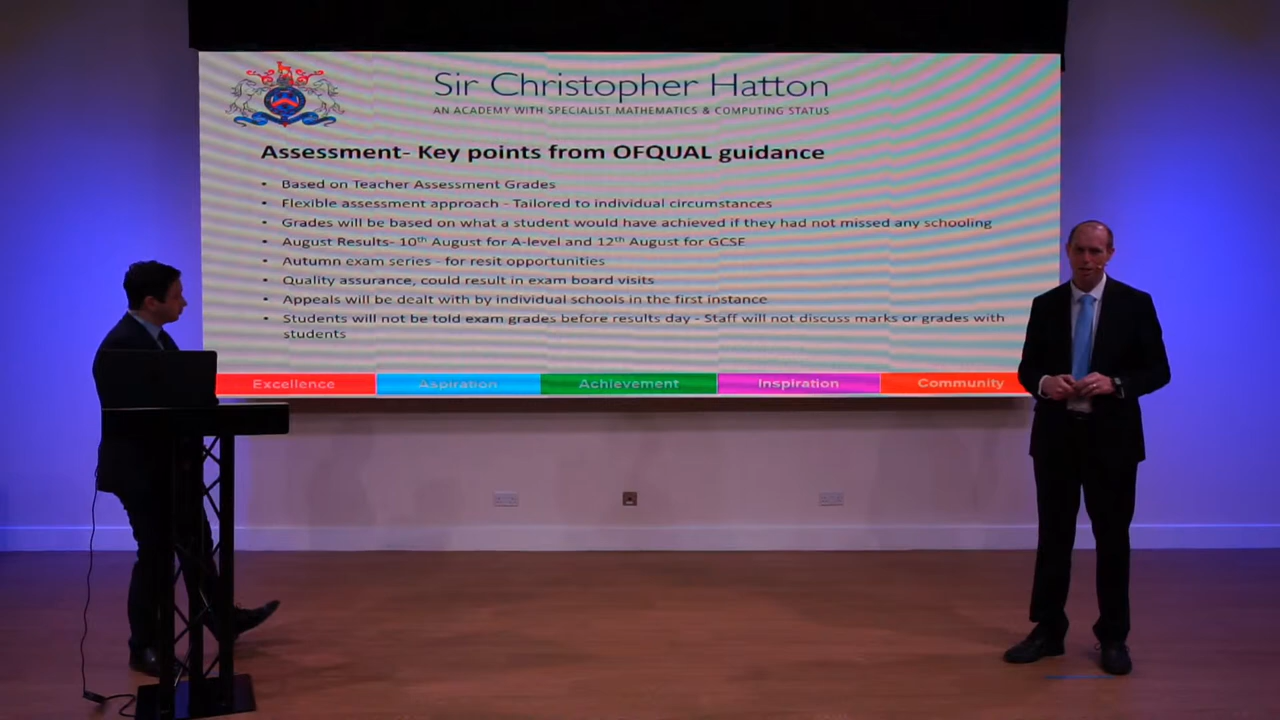 Sir Christopher Hatton
AN ACADEMY WITH SPECIALIST MATHEMATICS & COMPUTING STATUS
Assessment- Key points from OFQUAL guidance
• Based on Teacher Assessment Grades
• Flexible assessment approach - Tailored to individual circumstances
• Grades will be based on what a student would have achieved if they had not missed any schooling
• August Results- 10th August for A-level and 12th August for GCSE
• Autumn exam series - for resit opportunities
• Quality assurance, could result in exam board visits
• Appeals will be dealt with by individual schools in the first instance
• Students will not be told exam grades before results day - Staff will not discuss marks or grades with
students
Excellence Aspiration Achievement Inspiration Community